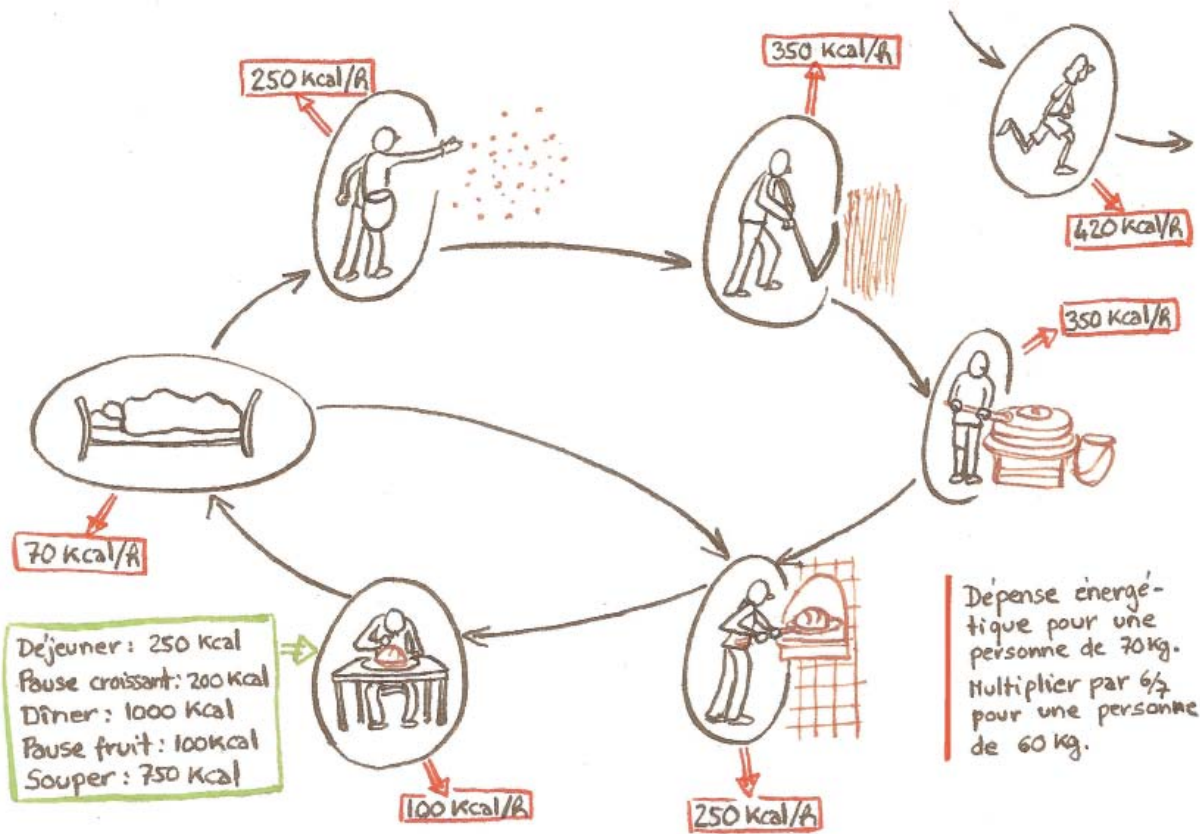 250 Kcal/h
350 Kcal/h
420 Kcal/h
350 Kcal/h
70 Kcal/h
Déjeuner : 250 Kcal
Pause croissant : 200 Kcal
Dîner : 1000 Kcal
Pause fruit : 100 Kcal
Souper : 750 Kcal
100 Kcal/h
250 Kcal/h
Dépense énergé-
tique pour une
personne de 70 Kg.
Multiplier par 6/7
pour une personne
de 60 Kg.